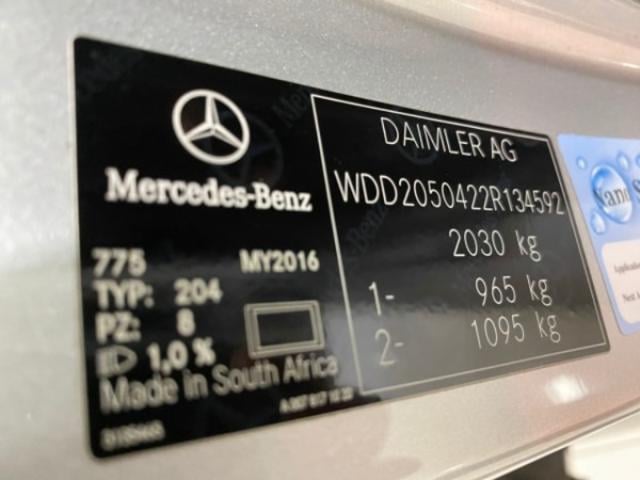 Mercedes-Benz
775 MY2016
TYP: 204
PZ: 8
1,0 %
Made in South Africa
DAIMLER AG
WDD2050422R134592
2030 kg
1- 965 kg
2- 1095 kg
Nano